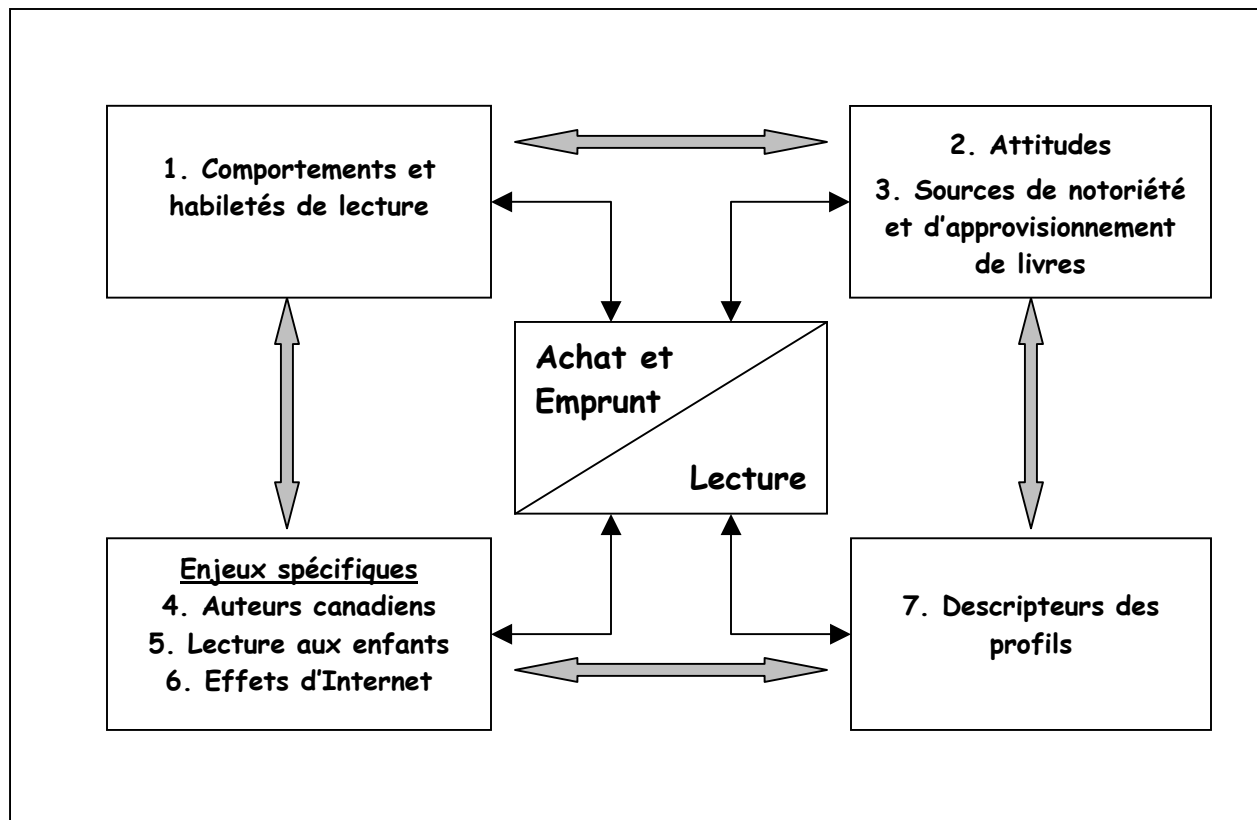 1. Comportements et
habiletés de lecture
2. Attitudes
3. Sources de notoriété
et d'approvisionnement
de livres
Achat et
Emprunt
Lecture
Enjeux spécifiques
4. Auteurs canadiens
5. Lecture aux enfants
6. Effets d'Internet
7. Descripteurs des
profils